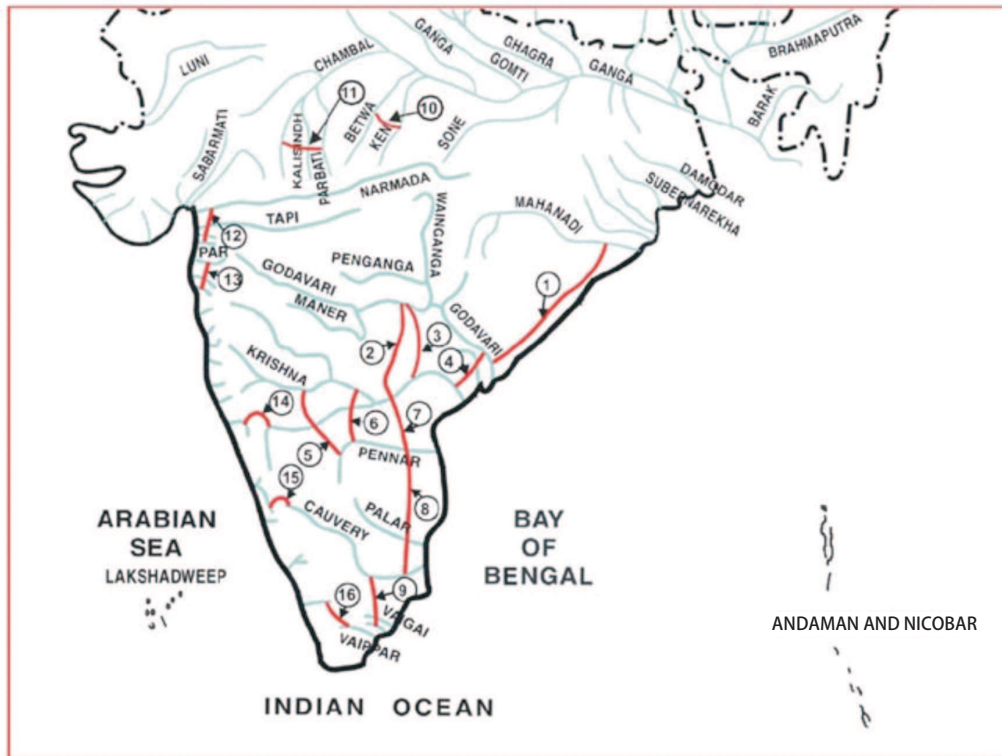 LUNI
CHAMBAL
GANGA
GHAGRA
GOMTI
GANGA
BRAHMAPUTRA
BARAK
11
10
SABARMATI
KALISINDH
PARBATI
BETWA
KEN
SONE
NARMADA
TAPI
WAINGANGA
MAHANADI
DAMODAR
SUBERNAREKHA
12
PAR
13
GODAVARI
PENGANGA
MANER
GODAVARI
1
2
3
4
KRISHNA
14
6
7
5
PENNAR
15
8
CAUVERY
PALAR
ARABIAN
SEA
LAKSHADWEEP
BAY
OF
BENGAL
16
9
VAIGAI
VAIPPAR
ANDAMAN AND NICOBAR
INDIAN OCEAN